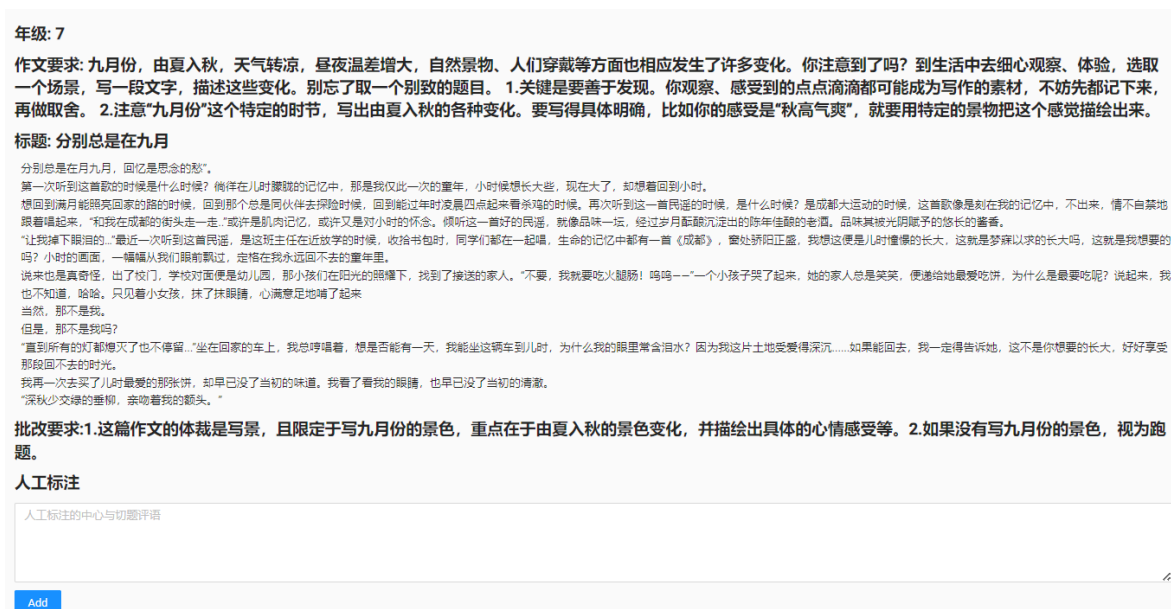 年级: 7
作文要求: 九月份，由夏入秋，天气转凉，昼夜温差增大，自然景物、人们穿戴等方面也相应发生了许多变化。你注意到了吗？到生活中去细心观察、体验，选取
一个场景，写一段文字，描述这些变化。别忘了取一个别致的题目。 1.关键是要善于发现。你观察、感受到的点点滴滴都可能成为写作的素材，不妨先都记下来，
再做取舍。 2.注意“九月份”这个特定的时节，写出由夏入秋的各种变化。要写得具体明确，比如你的感受是“秋高气爽”，就要用特定的景物把这个感觉描绘出来。
标题: 分别总是在九月
分别总是在月九月，回忆是思念的愁”。
第一次听到这首歌的时候是什么时候？倘徉在儿时朦胧的记忆中，那是我仅此一次的童年，小时候想长大些，现在大了，却想着回到小时。
想回到满月能照亮回家的路的时候，回到那个总是同伙伴去探险时候，回到能过年时凌晨四点起来看杀鸡的时候。再次听到这一首民谣的时候，是什么时候？是成都大运动的时候，这首歌像是刻在我的记忆中，不出来，情不自禁地
跟着唱起来，“和我在成都的街头走一走..”或许是肌肉记忆，或许又是对小时的怀念。倾听这一首好的民谣，就像品味一坛，经过岁月酝酿沉淀出的陈年佳酿的老酒。品味其被光阴赋予的悠长的酱香。
“让我掉下眼泪的...”最近一次听到这首民谣，是这班主任在近放学的时候，收拾书包时，同学们都在一起唱，生命的记忆中都有一首《成都》，窗处骄阳正盛，我想这便是儿时憧憬的长大，这就是梦寐以求的长大吗，这就是我想要的
吗？小时的画面，一幅幅从我们眼前飘过，定格在我永远回不去的童年里。
说来也是真奇怪，出了校门，学校对面便是幼儿园，那小孩们在阳光的照耀下，找到了接送的家人。“不要，我就要吃火腿肠！呜呜——”一个小孩子哭了起来，她的家人总是笑笑，便递给她最爱吃饼，为什么是最要吃呢？说起来，我
也不知道，哈哈。只见着小女孩，抹了抹眼睛，心满意足地啃了起来
当然，那不是我。
但是，那不是我吗？
“直到所有的灯都熄灭了也不停留...”坐在回家的车上，我总哼唱着，想是否能有一天，我能坐这辆车到儿时，为什么我的眼里常含泪水？因为我这片土地受爱得深沉……如果能回去，我一定得告诉她，这不是你想要的长大，好好享受
那段回不去的时光。
我再一次去买了儿时最爱的那张饼，却早已没了当初的味道。我看了看我的眼睛，也早已没了当初的清澈。
“深秋少交绿的垂柳，亲吻着我的额头。”
批改要求:1.这篇作文的体裁是写景，且限定于写九月份的景色，重点在于由夏入秋的景色变化，并描绘出具体的心情感受等。2.如果没有写九月份的景色，视为跑
题。
人工标注
人工标注的中心与切题评语
Add